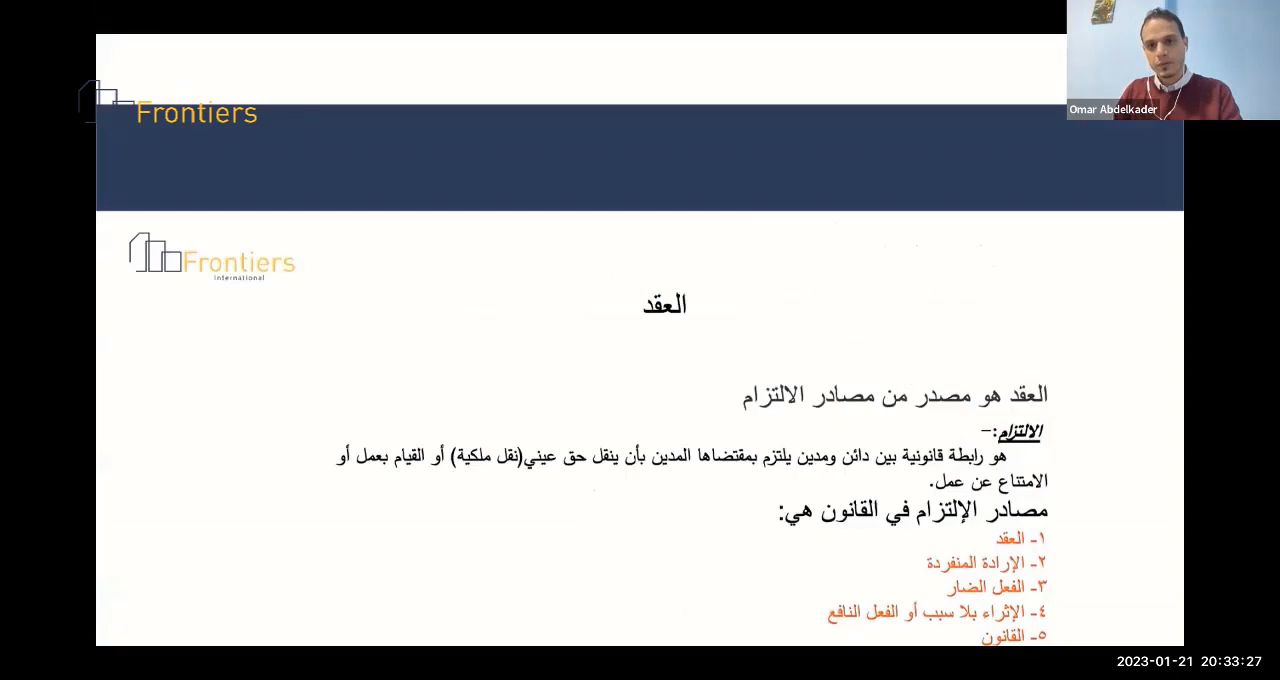 Omar Abdelkader
Frontiers
Frontiers
international
العقد
العقد هو مصدر من مصادر الالتزام
الالتزام:-
هو رابطة قانونية بين دائن ومدين يلتزم بمقتضاها المدين بأن ينقل حق عيني(نقل ملكية) أو القيام بعمل أو
الامتناع عن عمل.
مصادر الإلتزام في القانون هي:
١- العقد
٢- الإرادة المنفردة
٣- الفعل الضار
٤- الإثراء بلا سبب أو الفعل النافع
٥- القانون
2023-01-21 20:33:27